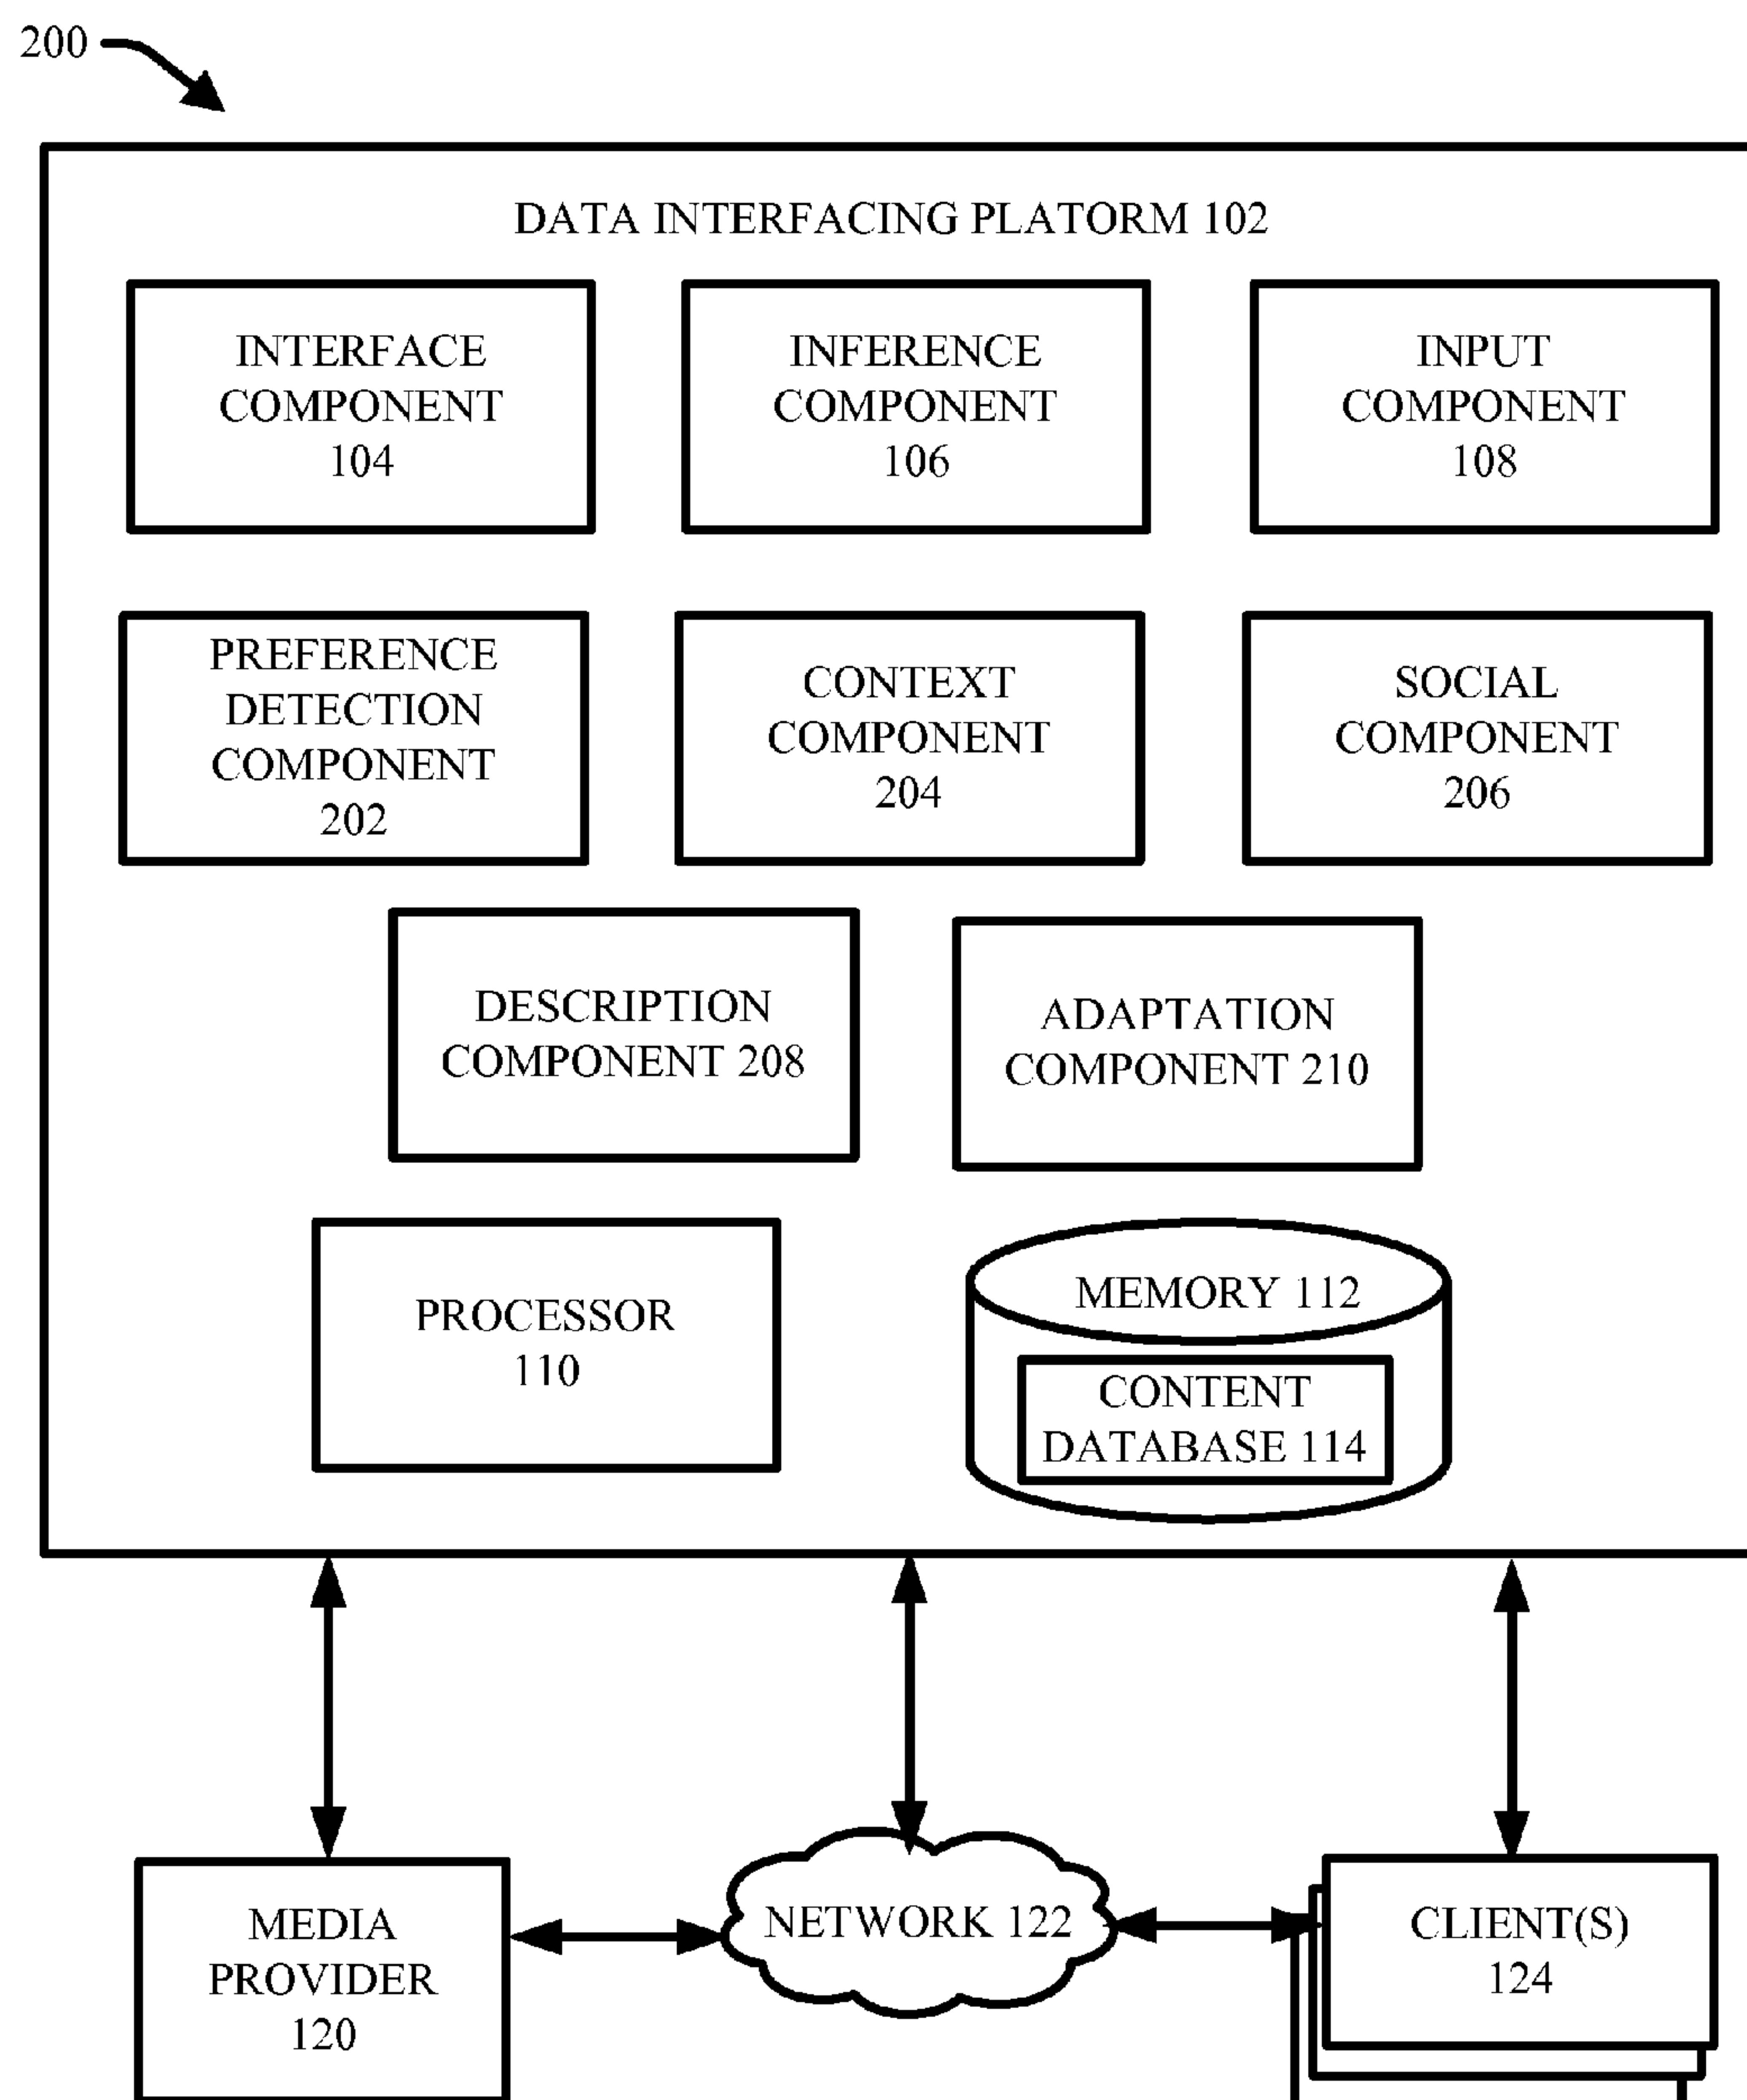 200
DATA INTERFACING PLATORM 102
INTERFACE
COMPONENT
104
INFERENCE
COMPONENT
106
INPUT
COMPONENT
108
PREFERENCE
DETECTION
COMPONENT
202
CONTEXT
COMPONENT
204
SOCIAL
COMPONENT
206
DESCRIPTION
COMPONENT 208
ADAPTATION
COMPONENT 210
PROCESSOR
110
MEMORY 112
CONTENT
DATABASE 114
MEDIA
PROVIDER
120
NETWORK 122
CLIENT(S)
124